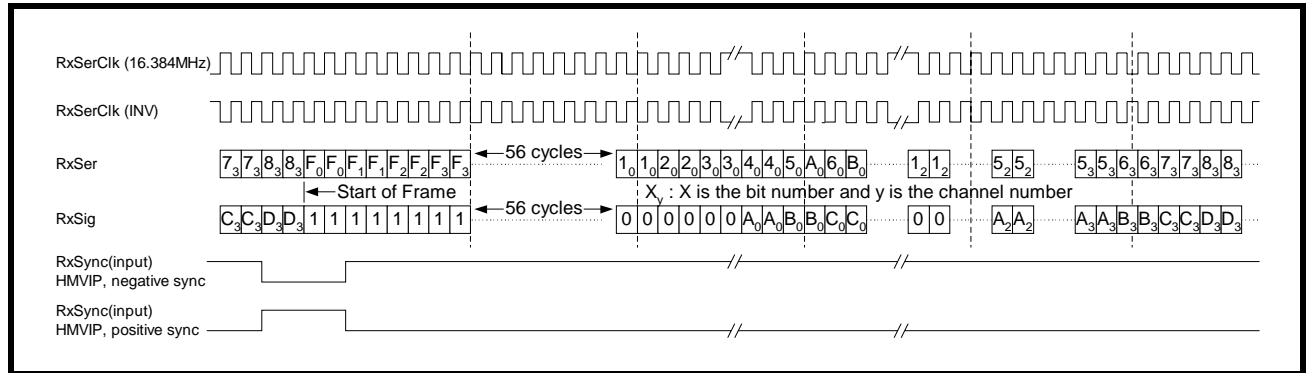 RxSerClk (16.384MHz)
RxSerClk (INV)
RxSer 7₃ 7₃ 8₃ 8₃ F₀ F₀ F₁ F₁ F₂ F₂ F₃ F₃ 56 cycles 1₀ 1₀ 2₀ 2₀ 3₀ 3₀ 4₀ 4₀ 5₀ A₀ 6₀ B₀ 1₂ 1₂ 5₂ 5₂ 5₃ 5₃ 6₃ 6₃ 7₃ 7₃ 8₃ 8₃
Start of Frame X_y : X is the bit number and y is the channel number
RxSig C₃ C₃ D₃ D₃ 1 1 1 1 1 1 1 1 56 cycles 0 0 0 0 0 0 A₀ A₀ B₀ B₀ C₀ C₀ 0 0 A₂ A₂ A₃ A₃ B₃ B₃ C₃ C₃ D₃ D₃
RxSync(input)
HMVIP, negative sync
RxSync(input)
HMVIP, positive sync